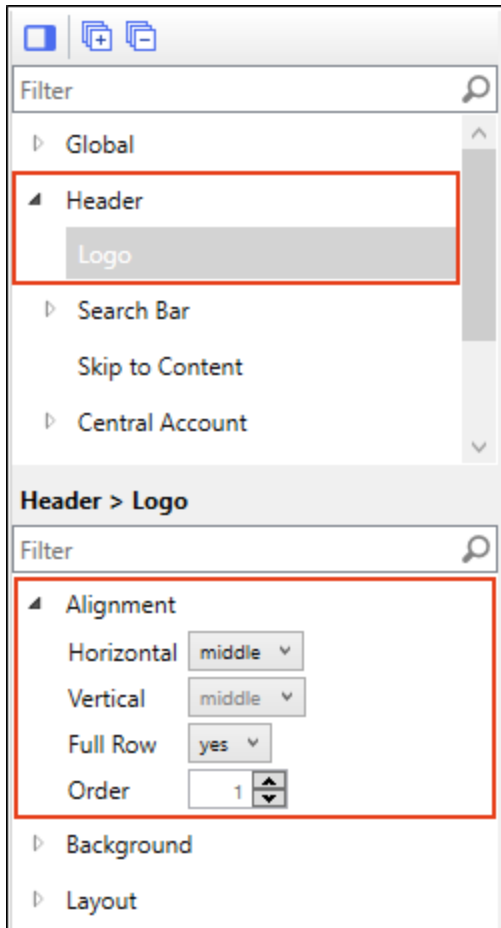 Filter
Global
Header
Logo
Search Bar
Skip to Content
Central Account
Header > Logo
Filter
Alignment
Horizontal middle
Vertical middle
Full Row yes
Order 1
Background
Layout